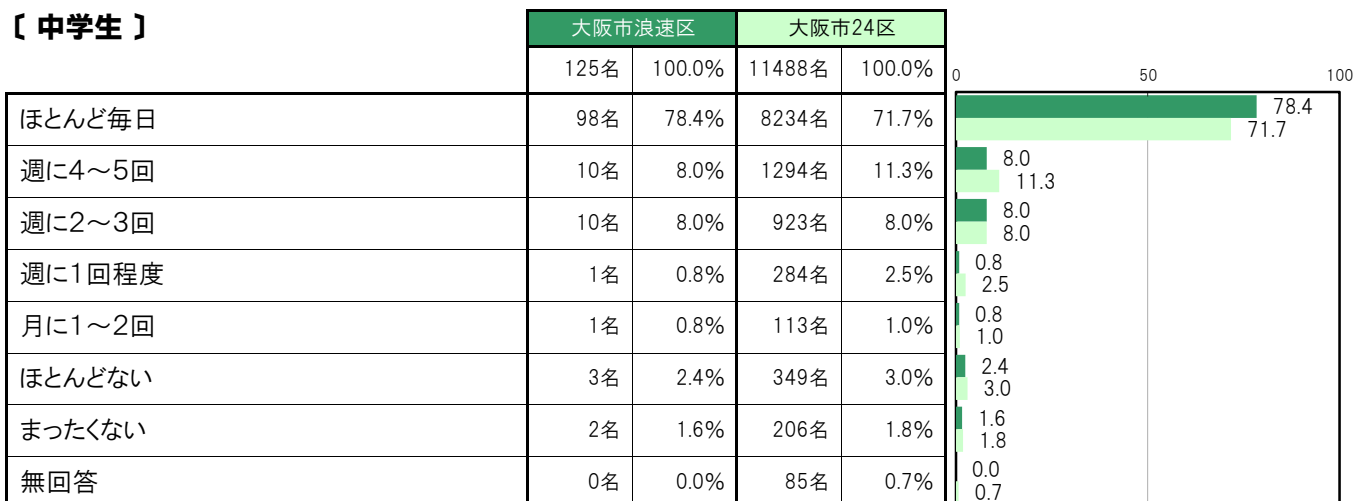 〔 中学生 〕
大阪市浪速区 大阪市24区
125名 100.0% 11488名 100.0%
0 50 100
ほとんど毎日 98名 78.4% 8234名 71.7%
78.4
71.7
週に4～5回 10名 8.0% 1294名 11.3%
8.0
11.3
週に2～3回 10名 8.0% 923名 8.0%
8.0
8.0
週に1回程度 1名 0.8% 284名 2.5%
0.8
2.5
月に1～2回 1名 0.8% 113名 1.0%
0.8
1.0
ほとんどない 3名 2.4% 349名 3.0%
2.4
3.0
まったくない 2名 1.6% 206名 1.8%
1.6
1.8
無回答 0名 0.0% 85名 0.7%
0.0
0.7